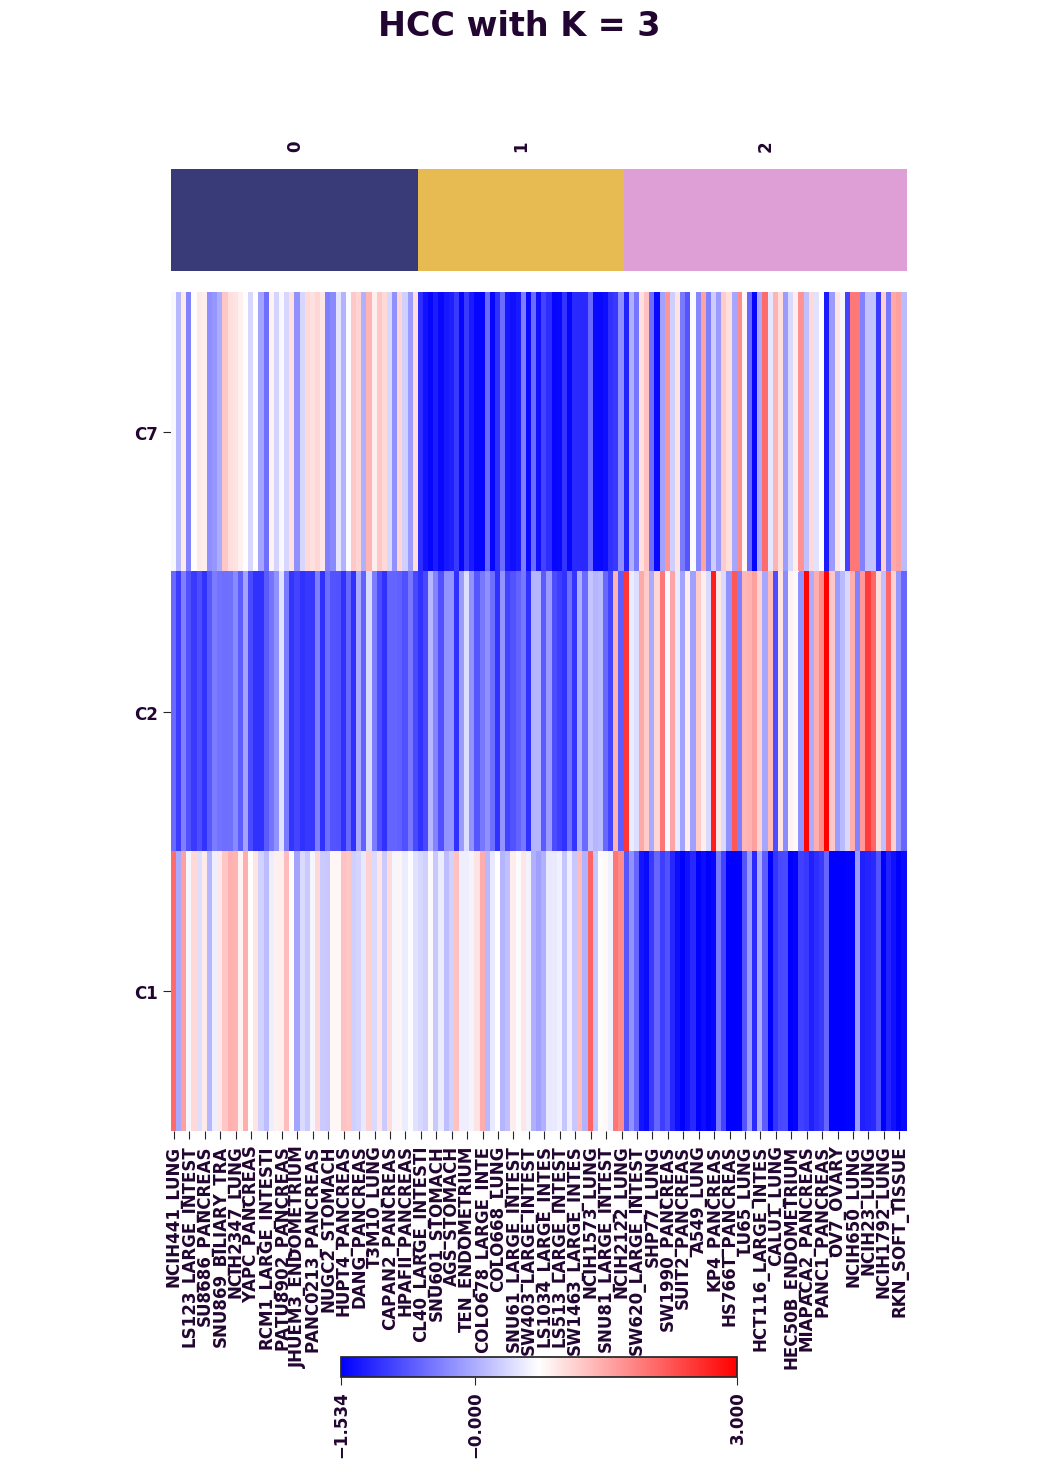 HCC with K = 3
0
1
2
C7
C2
C1
NCIH441_LUNG
LS123_LARGE_INTEST
SU8686_PANCREAS
SNU869_BILIARY_TRA
NCIH2347_LUNG
YAPC_PANCREAS
RCM1_LARGE_INTESTI
PATU8902_PANCREAS
JHUEM3_ENDOMETRIUM
PANC0213_PANCREAS
NUGC2_STOMACH
HUPT4_PANCREAS
DANG_PANCREAS
T3M10_LUNG
CAPAN2_PANCREAS
HPAFII_PANCREAS
CL40_LARGE_INTESTI
SNU601_STOMACH
AGS_STOMACH
TEN_ENDOMETRIUM
COLO678_LARGE_INTE
COLO668_LUNG
SNU61_LARGE_INTEST
SW403_LARGE_INTEST
LS1034_LARGE_INTES
LS513_LARGE_INTEST
SW1463_LARGE_INTES
NCIH1573_LUNG
SNU81_LARGE_INTEST
NCIH2122_LUNG
SW620_LARGE_INTEST
SHP77_LUNG
SW1990_PANCREAS
SUIT2_PANCREAS
A549_LUNG
KP4_PANCREAS
HS766T_PANCREAS
LU65_LUNG
HCT116_LARGE_INTES
CALU1_LUNG
HEC50B_ENDOMETRIUM
MIAPACA2_PANCREAS
PANC1_PANCREAS
OV7_OVARY
NCIH650_LUNG
NCIH23_LUNG
NCIH1792_LUNG
RKN_SOFT_TISSUE
−1.534
−0.000
3.000